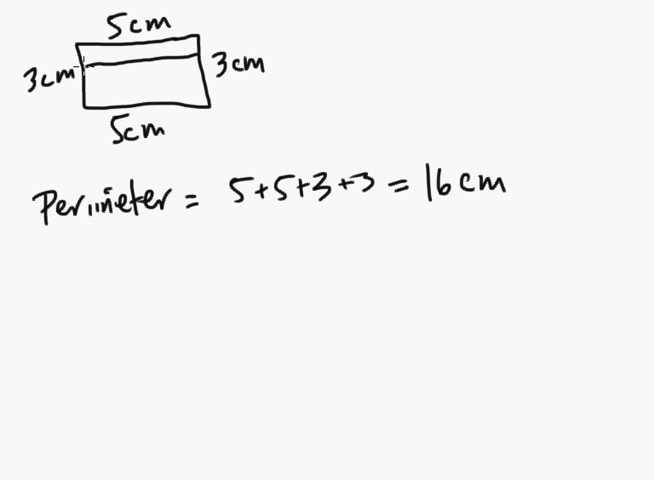 5cm
3cm
3cm
5cm
Perimeter = 5+5+3+3 = 16cm